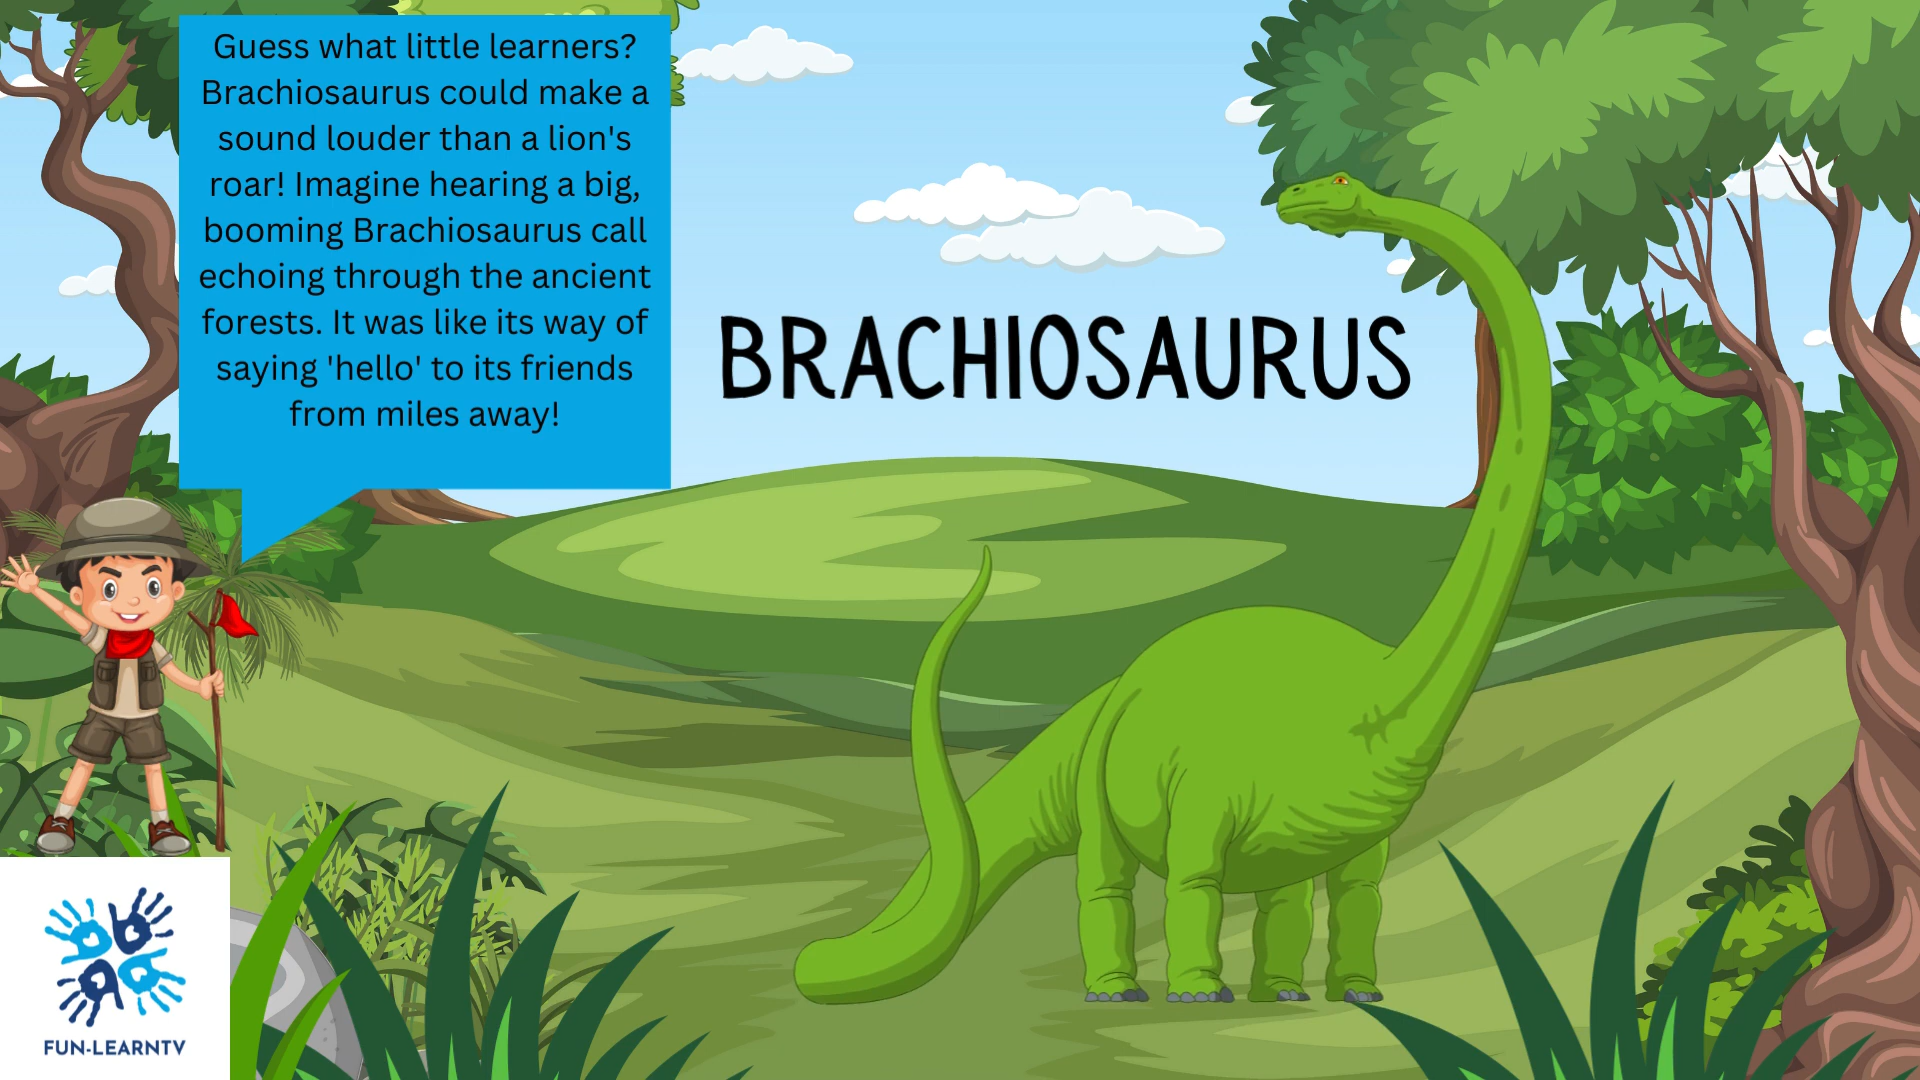 Guess what little learners?
Brachiosaurus could make a
sound louder than a lion's
roar! Imagine hearing a big,
booming Brachiosaurus call
echoing through the ancient
forests. It was like its way of
saying 'hello' to its friends
from miles away!
BRACHIOSAURUS
FUN-LEARNTV